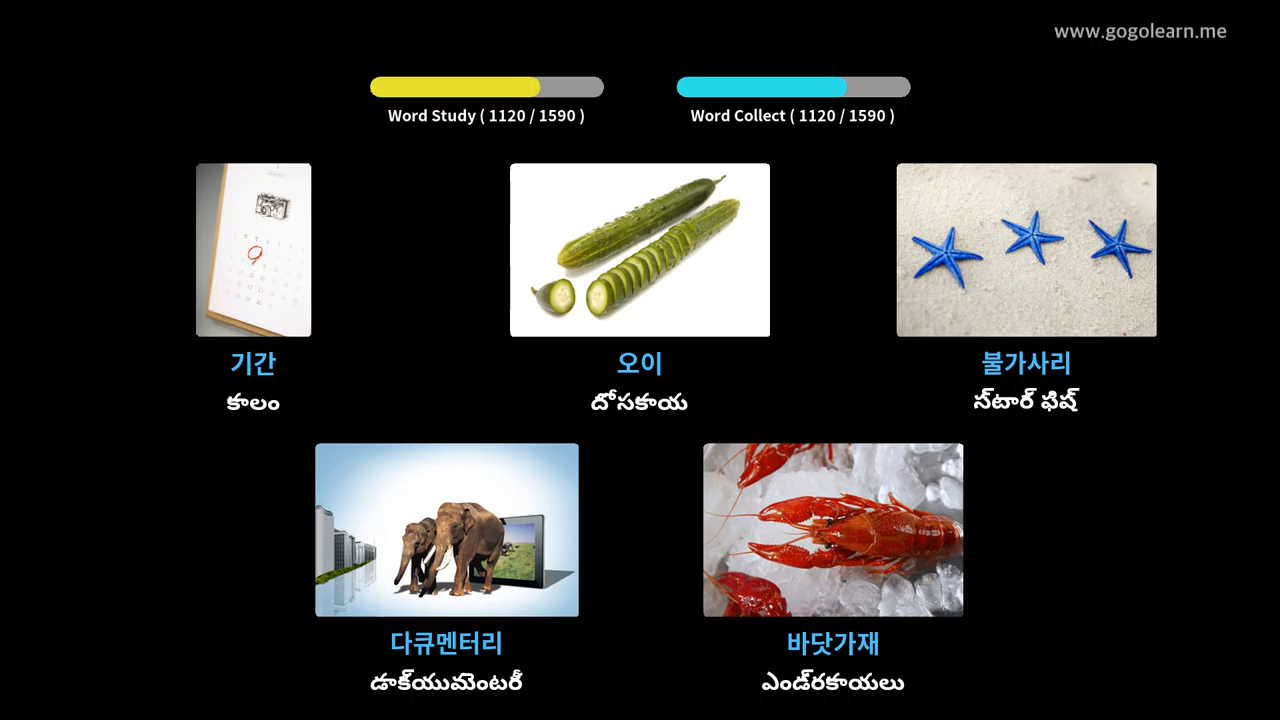 www.gogolearn.me
Word Study ( 1120 / 1590 )
Word Collect ( 1120 / 1590 )
기간
కాలం
오이
దోసకాయ
불가사리
స్టార్ ఫిష్
다큐멘터리
డాక్యుమెంటరీ
바닷가재
ఎండ్రకాయలు